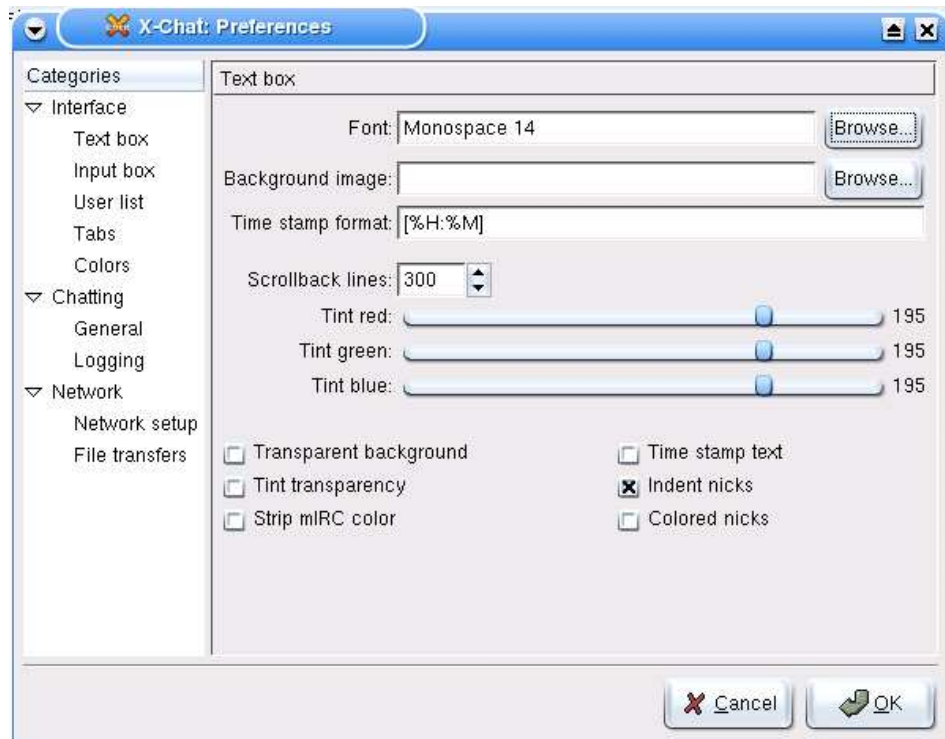 X-Chat: Preferences
Categories
Interface
Text box
Input box
User list
Tabs
Colors
Chatting
General
Logging
Network
Network setup
File transfers
Text box
Font: Monospace 14 Browse...
Background image: Browse...
Time stamp format: [%H:%M]
Scrollback lines: 300
Tint red: 195
Tint green: 195
Tint blue: 195
Transparent background
Tint transparency
Strip mIRC color
Time stamp text
Indent nicks
Colored nicks
Cancel
OK